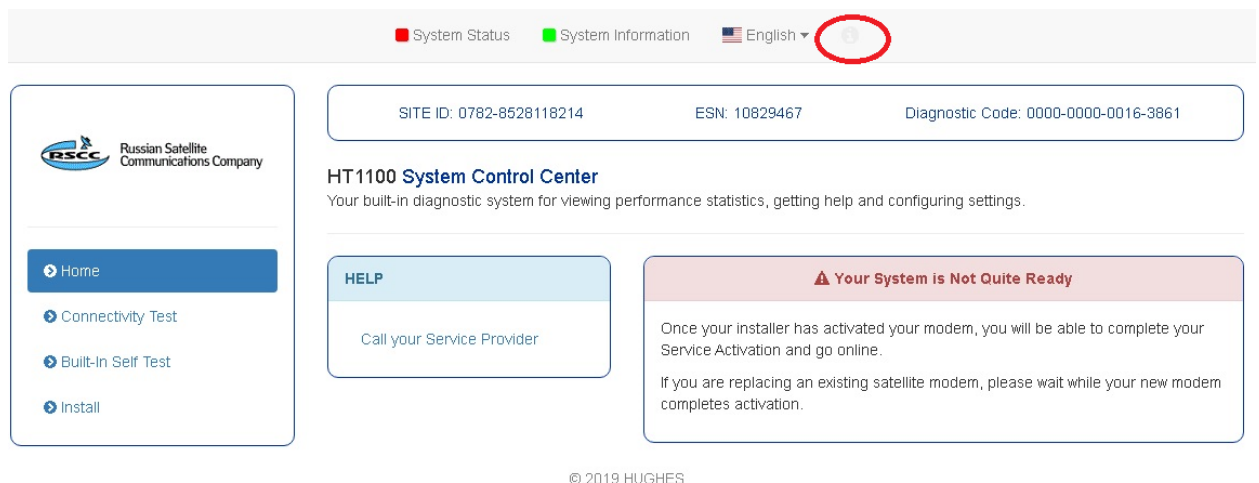 System Status System Information English
SITE ID: 0782-8528118214 ESN: 10829467 Diagnostic Code: 0000-0000-0016-3861
RSCC Russian Satellite
Communications Company
HT1100 System Control Center
Your built-in diagnostic system for viewing performance statistics, getting help and configuring settings.
Home
Connectivity Test
Built-In Self Test
Install
HELP
Call your Service Provider
Your System is Not Quite Ready
Once your installer has activated your modem, you will be able to complete your
Service Activation and go online.
If you are replacing an existing satellite modem, please wait while your new modem
completes activation.
© 2019 HUGHES